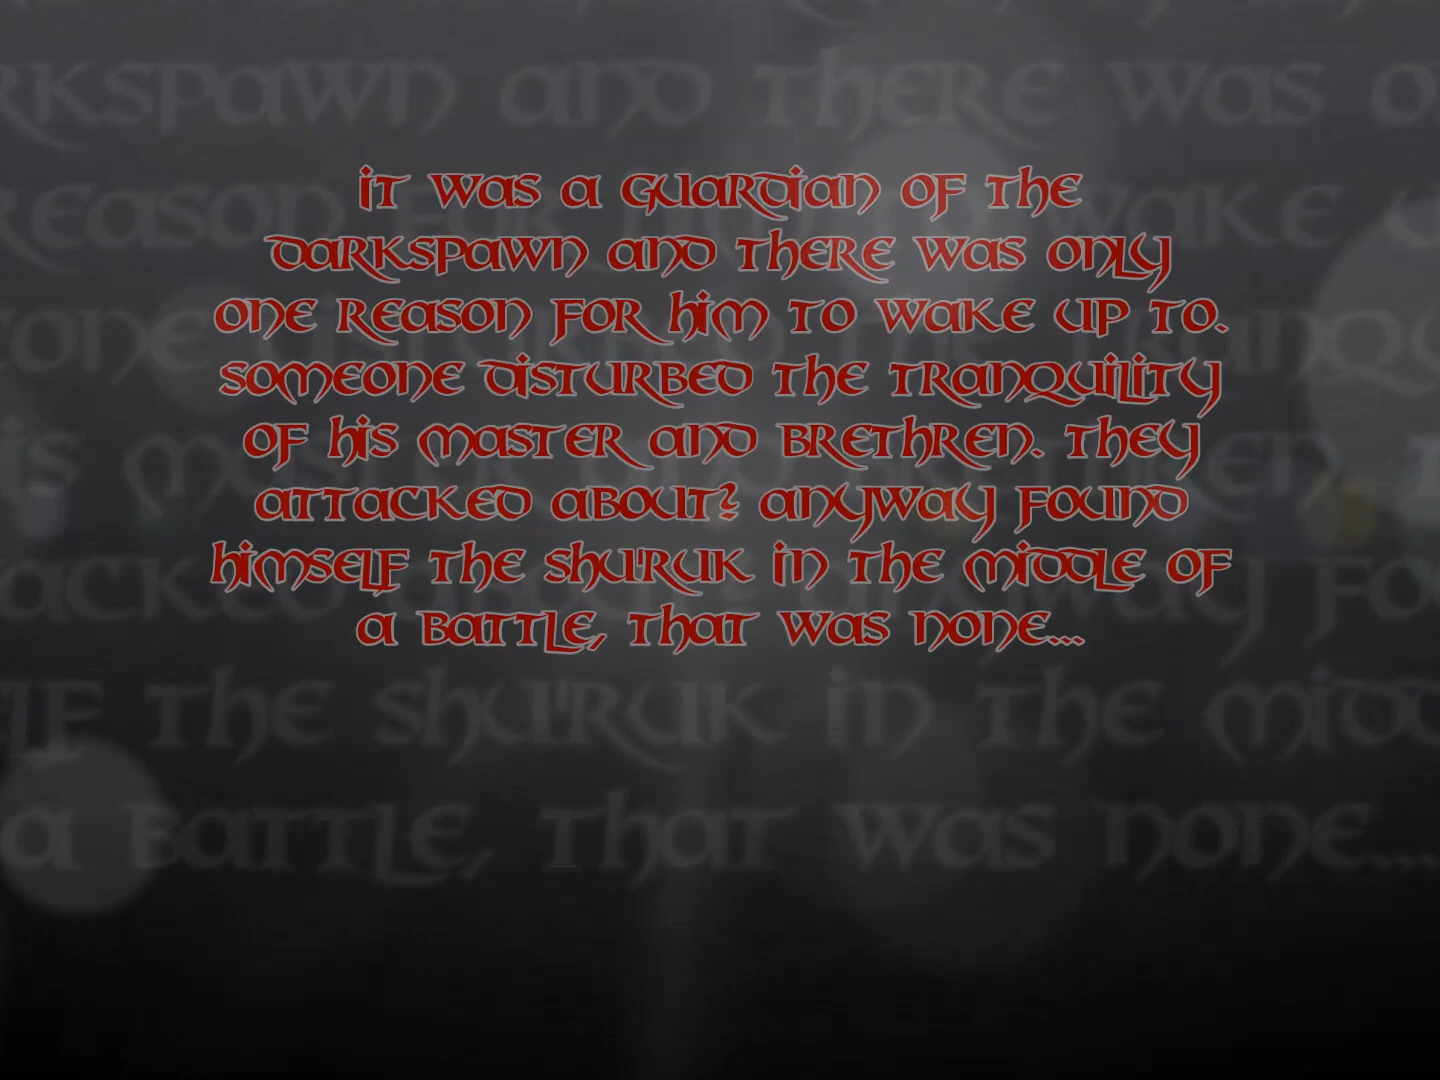 It was a guardian of the
Darkspawn and there was only
one reason for him to wake up to.
Someone disturbed the tranquility
of his master and brethren. They
attacked about? Anyway found
himself the Shu'ruk in the middle of
a battle, that was none...